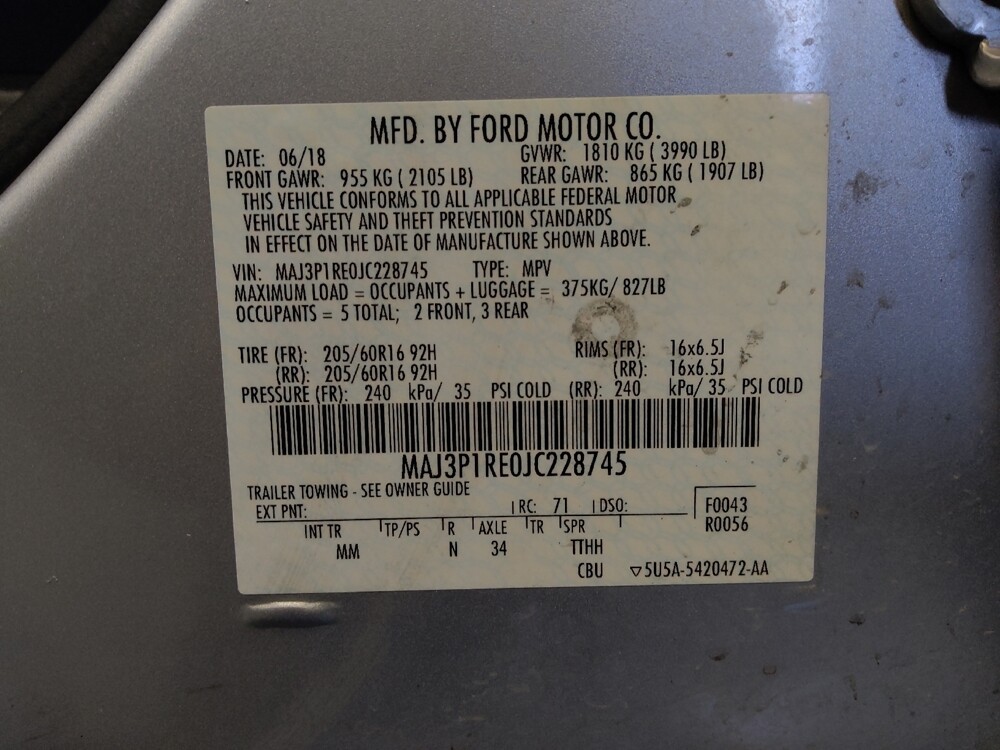 MFD. BY FORD MOTOR CO.
DATE: 06/18 GVWR: 1810 KG ( 3990 LB)
FRONT GAWR: 955 KG ( 2105 LB) REAR GAWR: 865 KG ( 1907 LB)
THIS VEHICLE CONFORMS TO ALL APPLICABLE FEDERAL MOTOR
VEHICLE SAFETY AND THEFT PREVENTION STANDARDS
IN EFFECT ON THE DATE OF MANUFACTURE SHOWN ABOVE.
VIN: MAJ3P1RE0JC228745 TYPE: MPV
MAXIMUM LOAD = OCCUPANTS + LUGGAGE = 375KG/ 827LB
OCCUPANTS = 5 TOTAL; 2 FRONT, 3 REAR
TIRE (FR): 205/60R16 92H RIMS (FR): 16x6.5J
(RR): 205/60R16 92H (RR): 16x6.5J
PRESSURE (FR): 240 kPa/ 35 PSI COLD (RR): 240 kPa/ 35 PSI COLD
MAJ3P1RE0JC228745
TRAILER TOWING - SEE OWNER GUIDE
EXT PNT: RC: 71 DSO: F0043
INT TR TP/PS R AXLE TR SPR R0056
MM N 34 TTHH
CBU ▽5U5A-5420472-AA